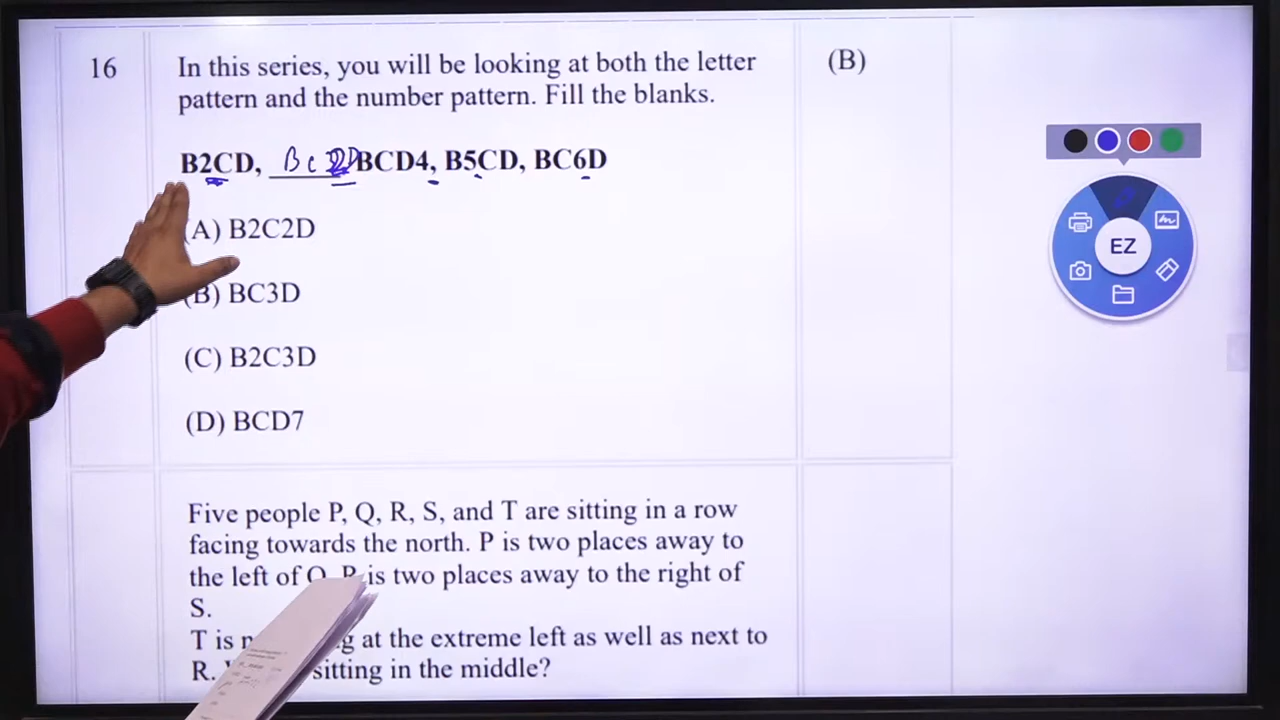 16 In this series, you will be looking at both the letter (B)
pattern and the number pattern. Fill the blanks.
B2CD, BC D BCD4, B5CD, BC6D
A) B2C2D
(B) BC3D
(C) B2C3D
(D) BCD7
EZ
Five people P, Q, R, S, and T are sitting in a row
facing towards the north. P is two places away to
the left of Q. R is two places away to the right of
S.
T is at the extreme left as well as next to
R. sitting in the middle?